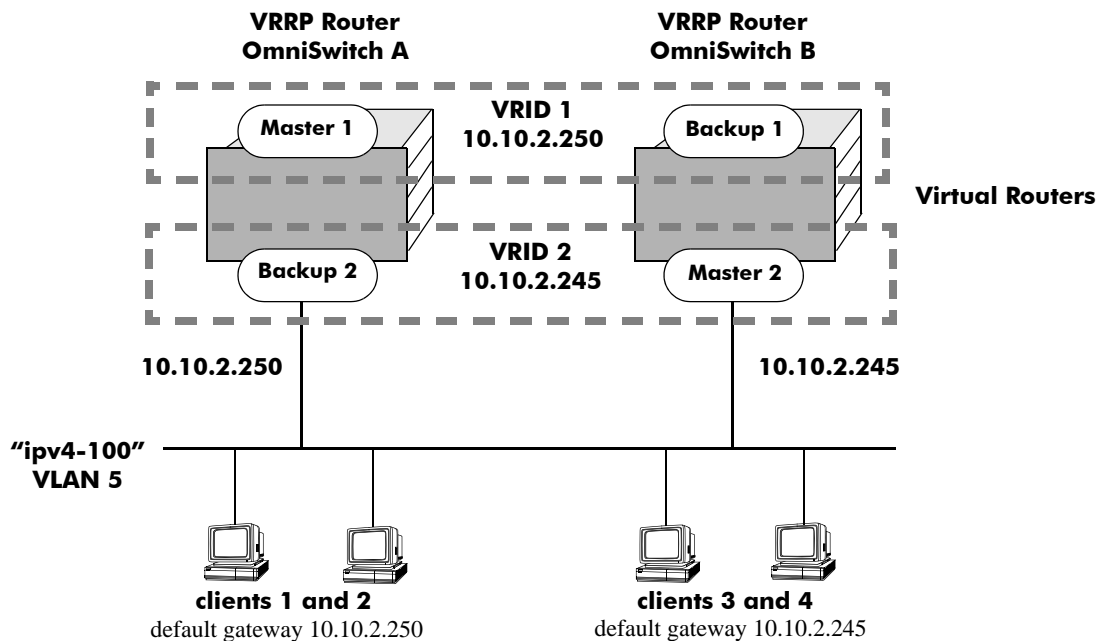 VRRP Router
OmniSwitch A
VRRP Router
OmniSwitch B
Master 1
VRID 1
10.10.2.250
Backup 1
Virtual Routers
Backup 2
VRID 2
10.10.2.245
Master 2
10.10.2.250
10.10.2.245
“ipv4-100”
VLAN 5
clients 1 and 2
default gateway 10.10.2.250
clients 3 and 4
default gateway 10.10.2.245